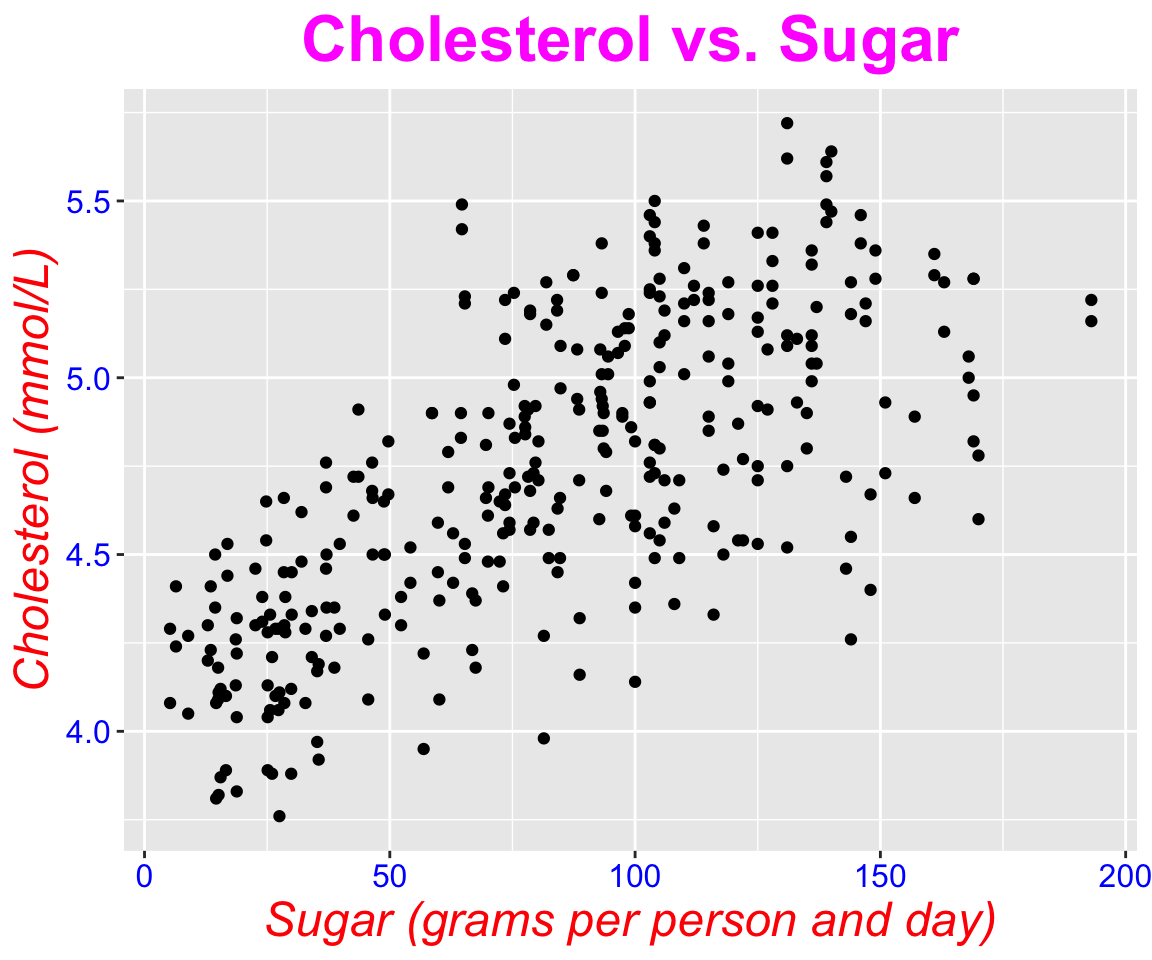 Cholesterol vs. Sugar
Cholesterol (mmol/L)
5.5
5.0
4.5
4.0
0 50 100 150 200
Sugar (grams per person and day)